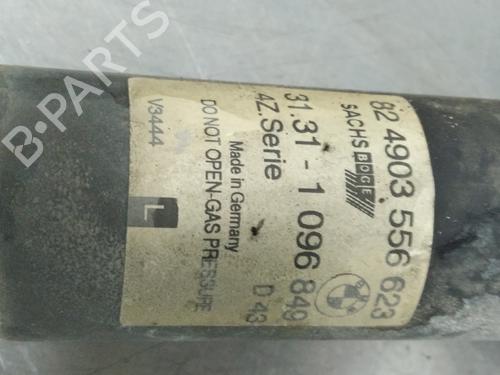 82 4903 556 623
SACHS BOGE
31.31 - 1 096 849
4Z.Serie D 43
Made in Germany
DO NOT OPEN-GAS PRESSURE
V3444
L
B-PARTS